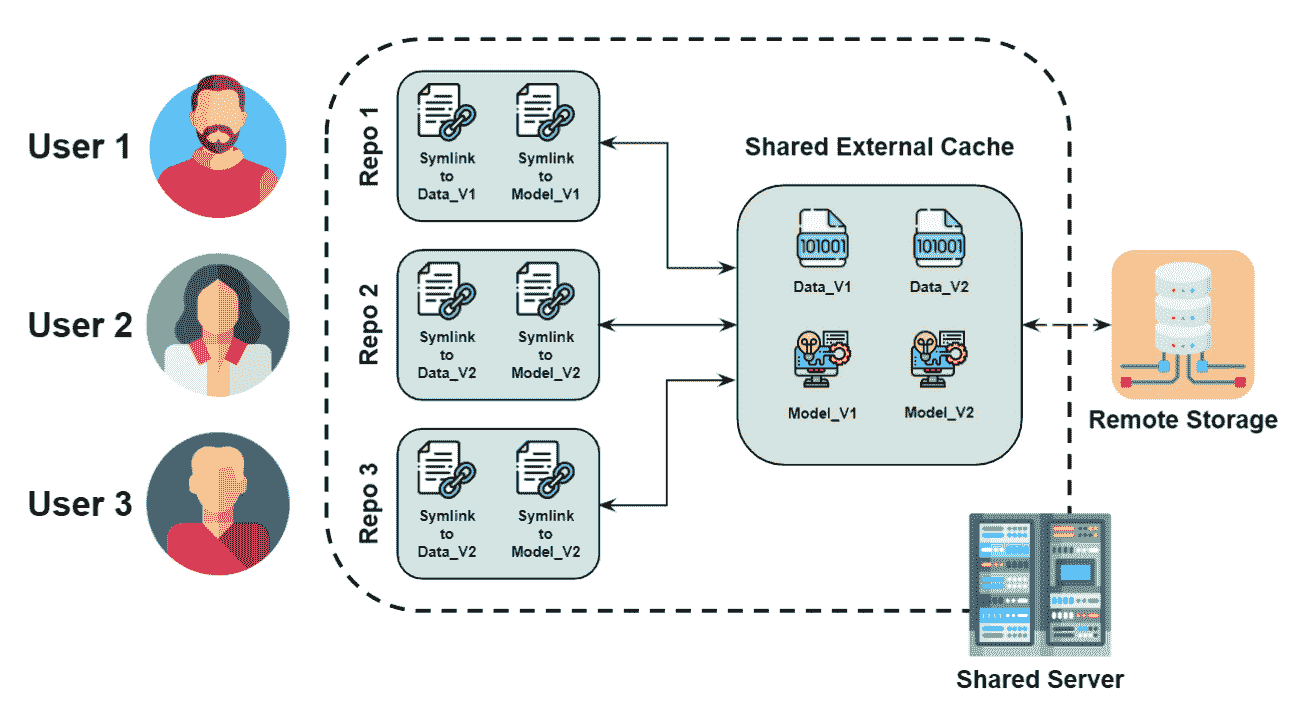 User 1
Repo 1
Symlink
to
Data_V1
Symlink
to
Model_V1
User 2
Repo 2
Symlink
to
Data_V2
Symlink
to
Model_V2
User 3
Repo 3
Symlink
to
Data_V2
Symlink
to
Model_V2
Shared External Cache
101001
Data_V1
101001
Data_V2
Model_V1
Model_V2
Remote Storage
Shared Server